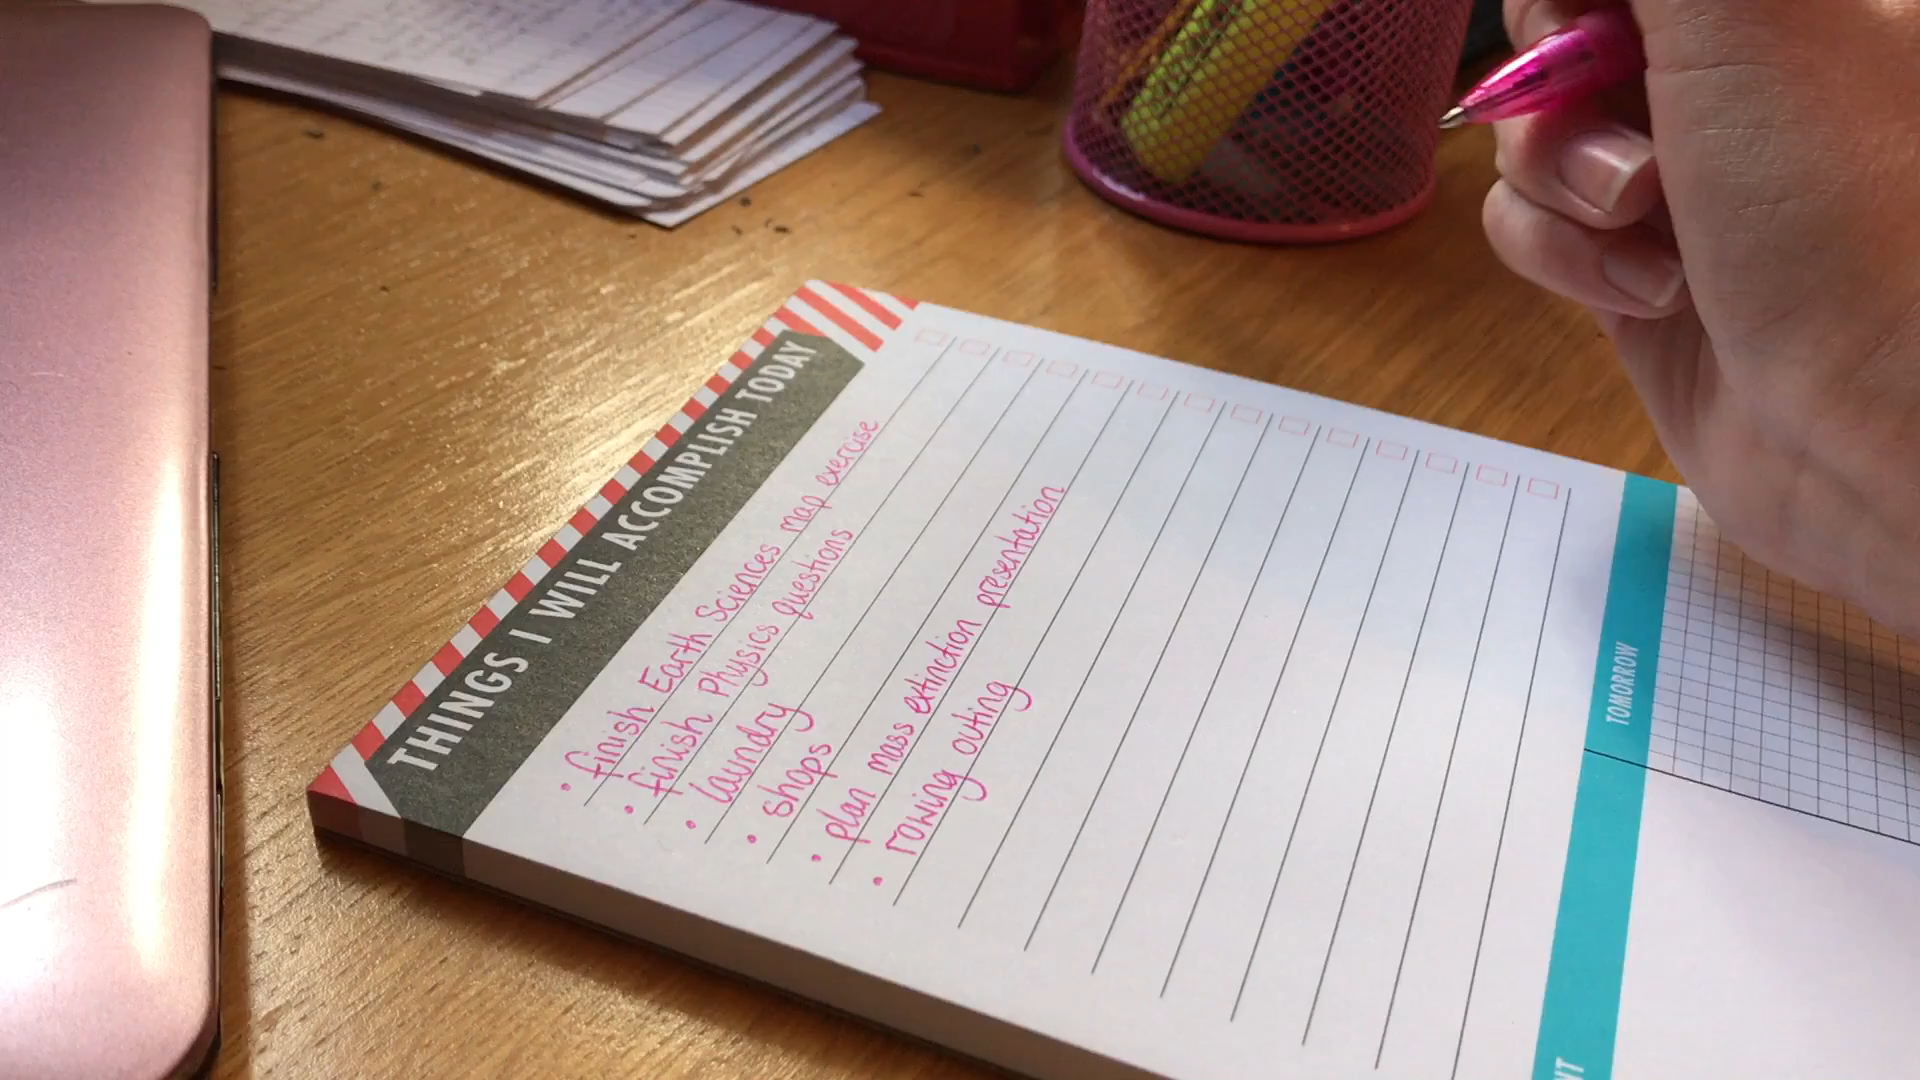 THINGS I WILL ACCOMPLISH TODAY
• finish Earth Sciences map exercise
• finish Physics questions
• laundry
• shops
• plan mass extinction presentation
• rowing outing
TOMORROW